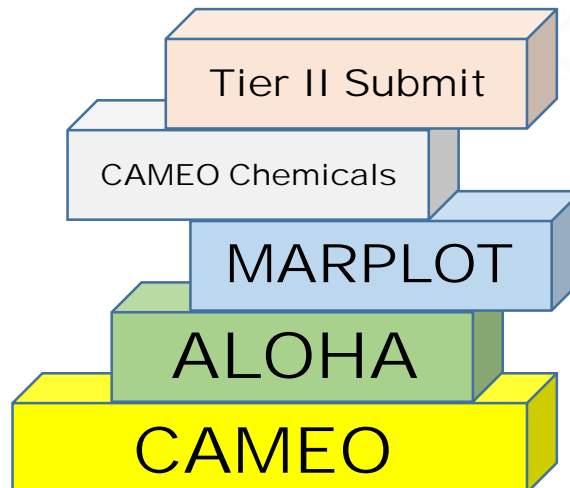 Tier II Submit
CAMEO Chemicals
MARPLOT
ALOHA
CAMEO